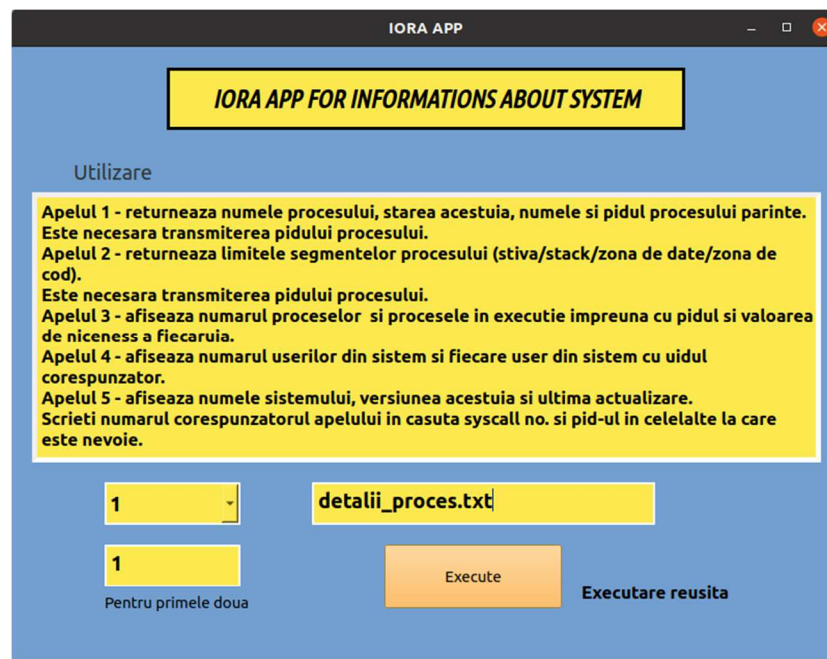 IORA APP
IORA APP FOR INFORMATIONS ABOUT SYSTEM
Utilizare
Apelul 1 - returneaza numele procesului, starea acestuia, numele si pidul procesului parinte.
Este necesara transmiterea pidului procesului.
Apelul 2 - returneaza limitele segmentelor procesului (stiva/stack/zona de date/zona de
cod).
Este necesara transmiterea pidului procesului.
Apelul 3 - afiseaza numarul proceselor si procesele in executie impreuna cu pidul si valoarea
de niceness a fiecaruia.
Apelul 4 - afiseaza numarul userilor din sistem si fiecare user din sistem cu uidul
corespunzator.
Apelul 5 - afiseaza numele sistemului, versiunea acestuia si ultima actualizare.
Scrieti numarul corespunzatorul apelului in casuta syscall no. si pid-ul in celelalte la care
este nevoie.
1
detalii_proces.txt
1
Execute
Pentru primele doua
Executare reusita